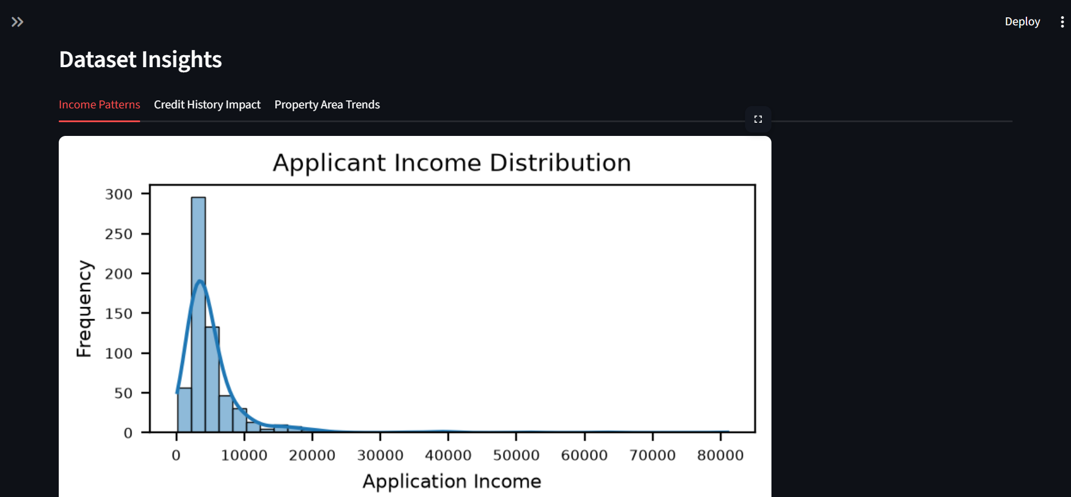 Deploy
Dataset Insights
Income Patterns Credit History Impact Property Area Trends
Applicant Income Distribution
300
250
200
150
100
50
0
Frequency
0 10000 20000 30000 40000 50000 60000 70000 80000
Application Income